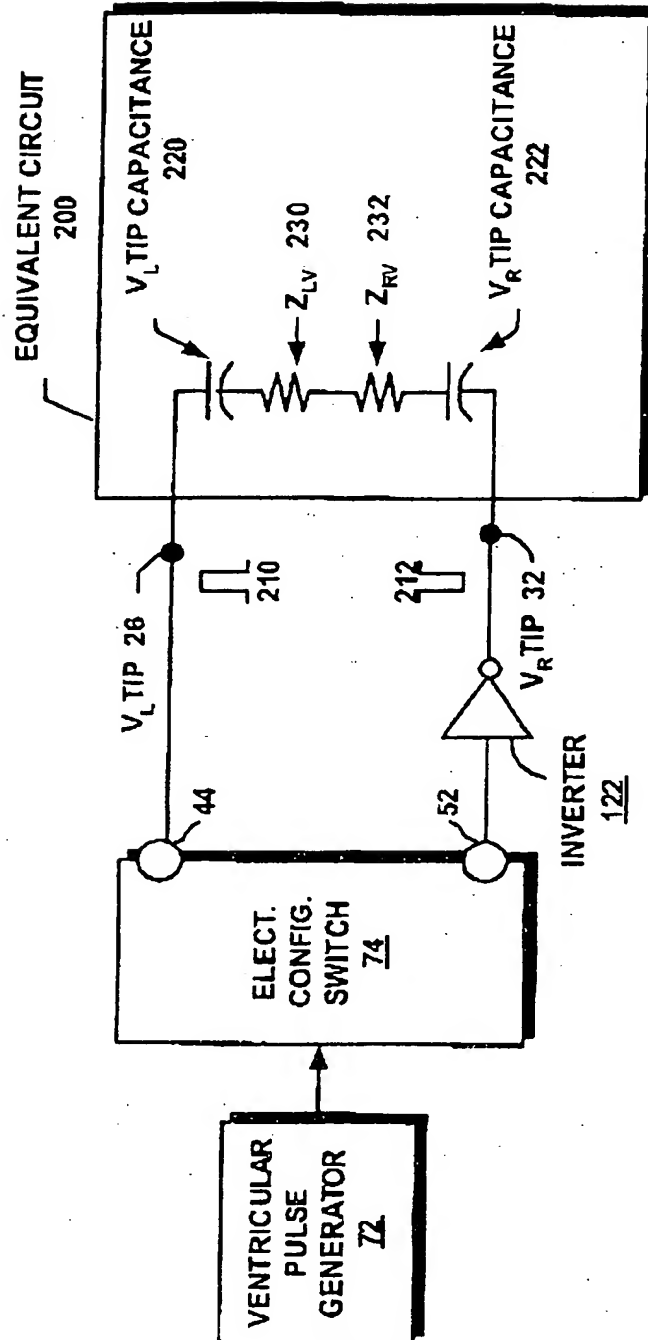 EQUIVALENT CIRCUIT
200
V_L TIP CAPACITANCE
220
Z_LV 230
Z_RV 232
V_R TIP CAPACITANCE
222
V_L TIP 26
210
212
V_R TIP 32
44
52
INVERTER
122
ELECT.
CONFIG.
SWITCH
74
VENTRICULAR
PULSE
GENERATOR
72